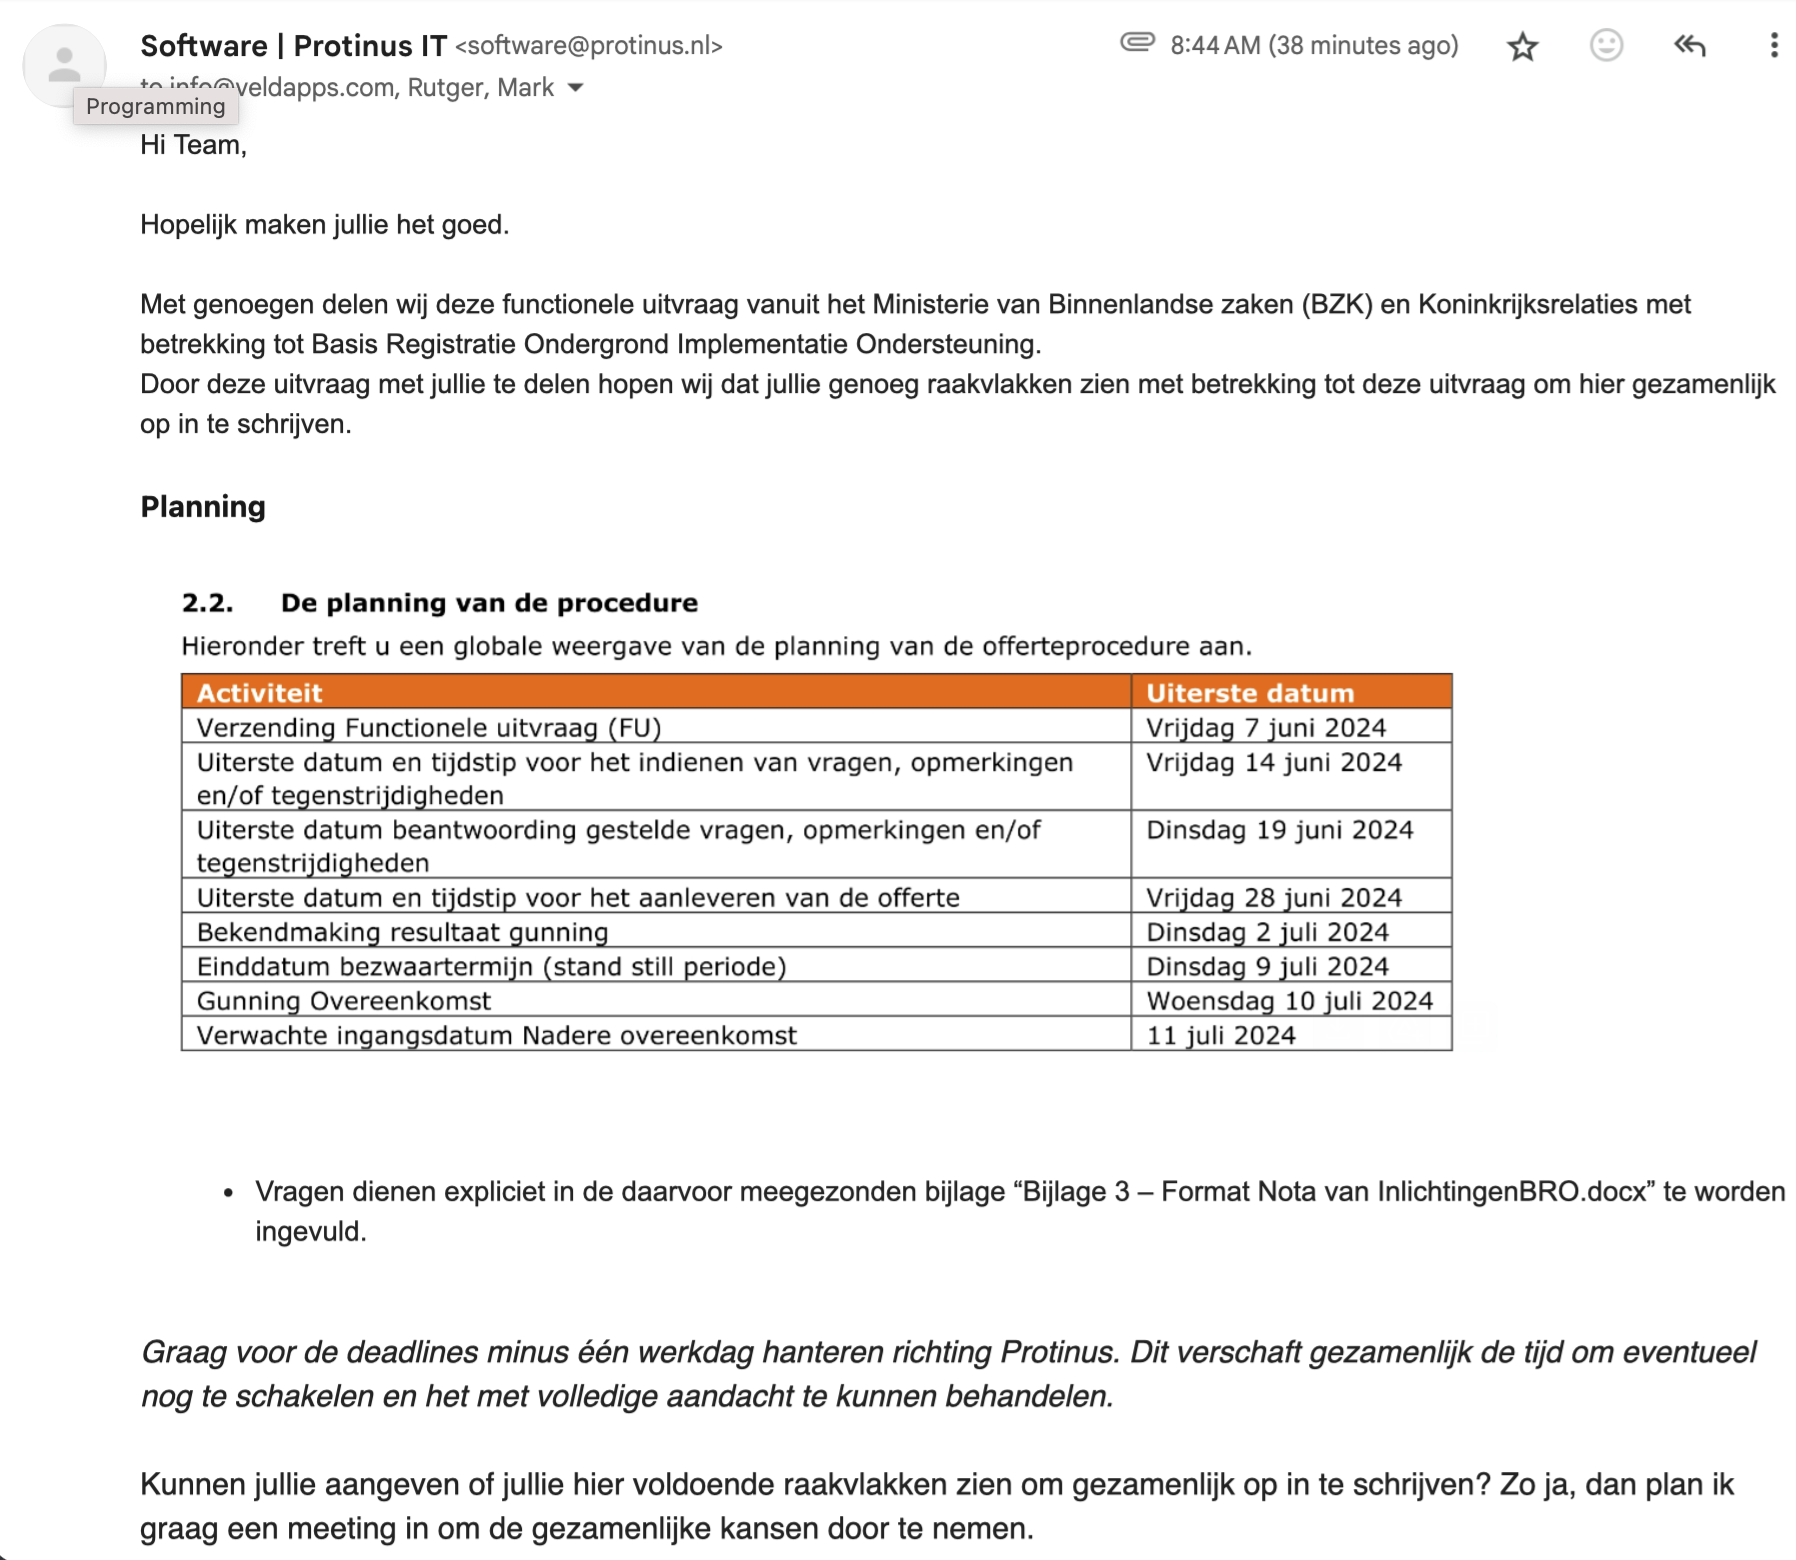 Software | Protinus IT <software@protinus.nl>
8:44 AM (38 minutes ago)
to info@veldapps.com, Rutger, Mark
Programming
Hi Team,
Hopelijk maken jullie het goed.
Met genoegen delen wij deze functionele uitvraag vanuit het Ministerie van Binnenlandse zaken (BZK) en Koninkrijksrelaties met
betrekking tot Basis Registratie Ondergrond Implementatie Ondersteuning.
Door deze uitvraag met jullie te delen hopen wij dat jullie genoeg raakvlakken zien met betrekking tot deze uitvraag om hier gezamenlijk
op in te schrijven.
Planning
2.2. De planning van de procedure
Hieronder treft u een globale weergave van de planning van de offerteprocedure aan.
Activiteit Uiterste datum
Verzending Functionele uitvraag (FU) Vrijdag 7 juni 2024
Uiterste datum en tijdstip voor het indienen van vragen, opmerkingen Vrijdag 14 juni 2024
en/of tegenstrijdigheden
Uiterste datum beantwoording gestelde vragen, opmerkingen en/of Dinsdag 19 juni 2024
tegenstrijdigheden
Uiterste datum en tijdstip voor het aanleveren van de offerte Vrijdag 28 juni 2024
Bekendmaking resultaat gunning Dinsdag 2 juli 2024
Einddatum bezwaartermijn (stand still periode) Dinsdag 9 juli 2024
Gunning Overeenkomst Woensdag 10 juli 2024
Verwachte ingangsdatum Nadere overeenkomst 11 juli 2024
• Vragen dienen expliciet in de daarvoor meegezonden bijlage “Bijlage 3 – Format Nota van InlichtingenBRO.docx” te worden
ingevuld.
Graag voor de deadlines minus één werkdag hanteren richting Protinus. Dit verschaft gezamenlijk de tijd om eventueel
nog te schakelen en het met volledige aandacht te kunnen behandelen.
Kunnen jullie aangeven of jullie hier voldoende raakvlakken zien om gezamenlijk op in te schrijven? Zo ja, dan plan ik
graag een meeting in om de gezamenlijke kansen door te nemen.